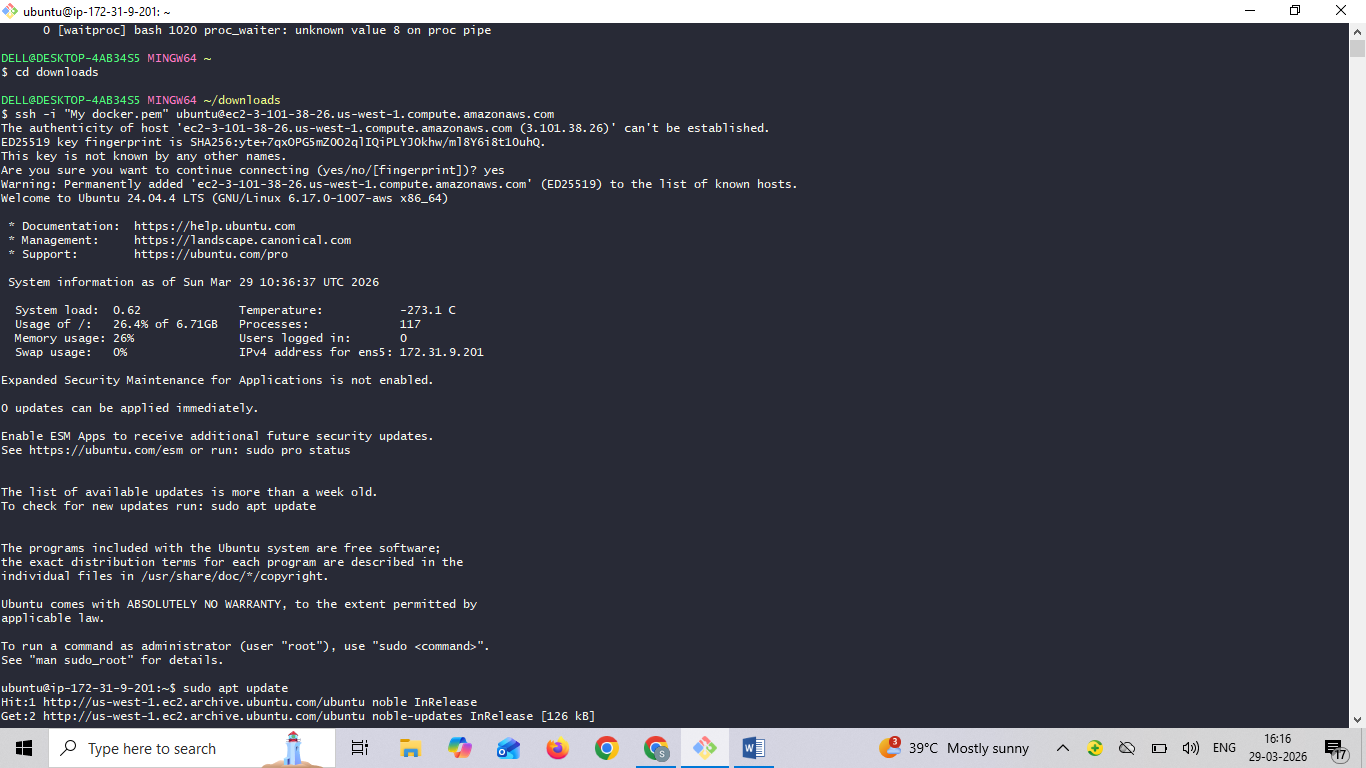 ubuntu@ip-172-31-9-201: ~
0 [waitproc] bash 1020 proc_waiter: unknown value 8 on proc pipe
DELL@DESKTOP-4AB34S5 MINGW64 ~
$ cd downloads
DELL@DESKTOP-4AB34S5 MINGW64 ~/downloads
$ ssh -i "My docker.pem" ubuntu@ec2-3-101-38-26.us-west-1.compute.amazonaws.com
The authenticity of host 'ec2-3-101-38-26.us-west-1.compute.amazonaws.com (3.101.38.26)' can't be established.
ED25519 key fingerprint is SHA256:yte+7qxOPG5mZOO2qlIQiPLYJ0khw/ml8Y6i8t1OuhQ.
This key is not known by any other names.
Are you sure you want to continue connecting (yes/no/[fingerprint])? yes
Warning: Permanently added 'ec2-3-101-38-26.us-west-1.compute.amazonaws.com' (ED25519) to the list of known hosts.
Welcome to Ubuntu 24.04.4 LTS (GNU/Linux 6.17.0-1007-aws x86_64)
* Documentation: https://help.ubuntu.com
* Management: https://landscape.canonical.com
* Support: https://ubuntu.com/pro
System information as of Sun Mar 29 10:36:37 UTC 2026
System load: 0.62 Temperature: -273.1 C
Usage of /: 26.4% of 6.71GB Processes: 117
Memory usage: 26% Users logged in: 0
Swap usage: 0% IPv4 address for ens5: 172.31.9.201
Expanded Security Maintenance for Applications is not enabled.
0 updates can be applied immediately.
Enable ESM Apps to receive additional future security updates.
See https://ubuntu.com/esm or run: sudo pro status
The list of available updates is more than a week old.
To check for new updates run: sudo apt update
The programs included with the Ubuntu system are free software;
the exact distribution terms for each program are described in the
individual files in /usr/share/doc/*/copyright.
Ubuntu comes with ABSOLUTELY NO WARRANTY, to the extent permitted by
applicable law.
To run a command as administrator (user "root"), use "sudo <command>".
See "man sudo_root" for details.
ubuntu@ip-172-31-9-201:~$ sudo apt update
Hit:1 http://us-west-1.ec2.archive.ubuntu.com/ubuntu noble InRelease
Get:2 http://us-west-1.ec2.archive.ubuntu.com/ubuntu noble-updates InRelease [126 kB]
Type here to search
3
39°C Mostly sunny
ENG
16:16
29-03-2026
17